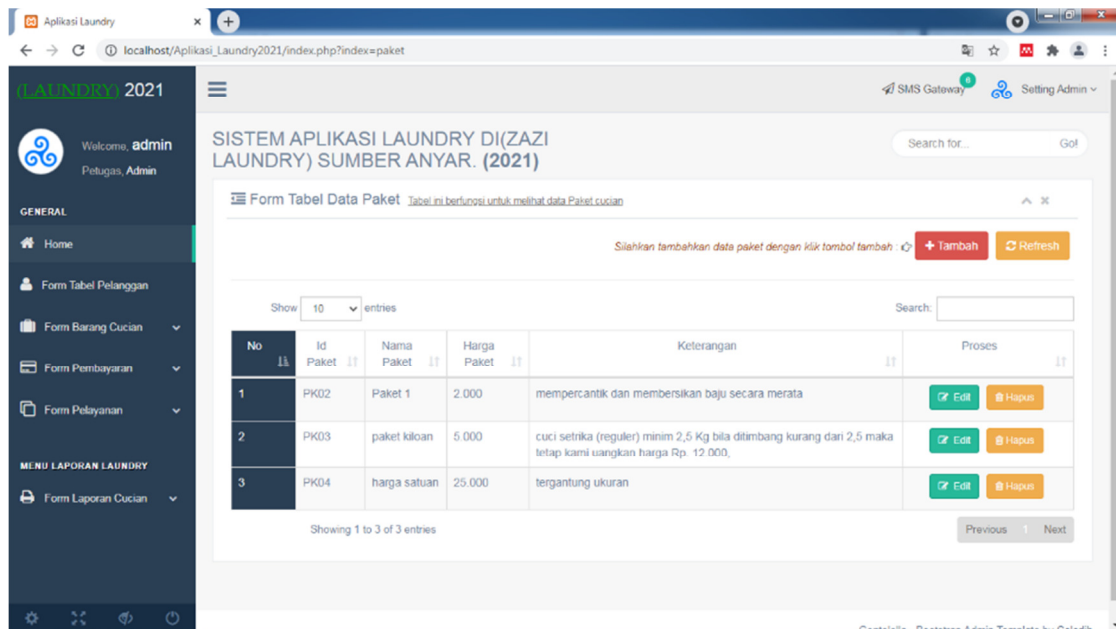 Aplikasi Laundry
localhost/Aplikasi_Laundry2021/index.php?index=paket
(LAUNDRY) 2021
SMS Gateway 6
Setting Admin
Welcome, admin
Petugas, Admin
SISTEM APLIKASI LAUNDRY DI(ZAZI
LAUNDRY) SUMBER ANYAR. (2021)
Search for... Go!
GENERAL
Home
Form Tabel Pelanggan
Form Barang Cucian
Form Pembayaran
Form Pelayanan
MENU LAPORAN LAUNDRY
Form Laporan Cucian
Form Tabel Data Paket Tabel ini berfungsi untuk melihat data Paket cucian
Silahkan tambahkan data paket dengan klik tombol tambah : + Tambah Refresh
Show 10 entries Search:
No Id Paket Nama Paket Harga Paket Keterangan Proses
1 PK02 Paket 1 2.000 mempercantik dan membersikan baju secara merata Edit Hapus
2 PK03 paket kiloan 5.000 cuci setrika (reguler) minim 2,5 Kg bila ditimbang kurang dari 2,5 maka
tetap kami uangkan harga Rp. 12.000, Edit Hapus
3 PK04 harga satuan 25.000 tergantung ukuran Edit Hapus
Showing 1 to 3 of 3 entries Previous 1 Next